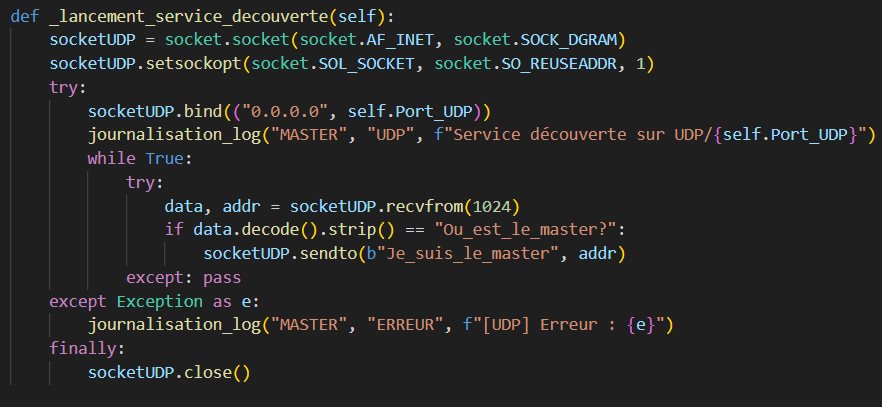 def _lancement_service_decouverte(self):
    socketUDP = socket.socket(socket.AF_INET, socket.SOCK_DGRAM)
    socketUDP.setsockopt(socket.SOL_SOCKET, socket.SO_REUSEADDR, 1)
    try:
        socketUDP.bind(("0.0.0.0", self.Port_UDP))
        journalisation_log("MASTER", "UDP", f"Service découverte sur UDP/{self.Port_UDP}")
        while True:
            try:
                data, addr = socketUDP.recvfrom(1024)
                if data.decode().strip() == "Ou_est_le_master?":
                    socketUDP.sendto(b"Je_suis_le_master", addr)
            except: pass
    except Exception as e:
        journalisation_log("MASTER", "ERREUR", f"[UDP] Erreur : {e}")
    finally:
        socketUDP.close()